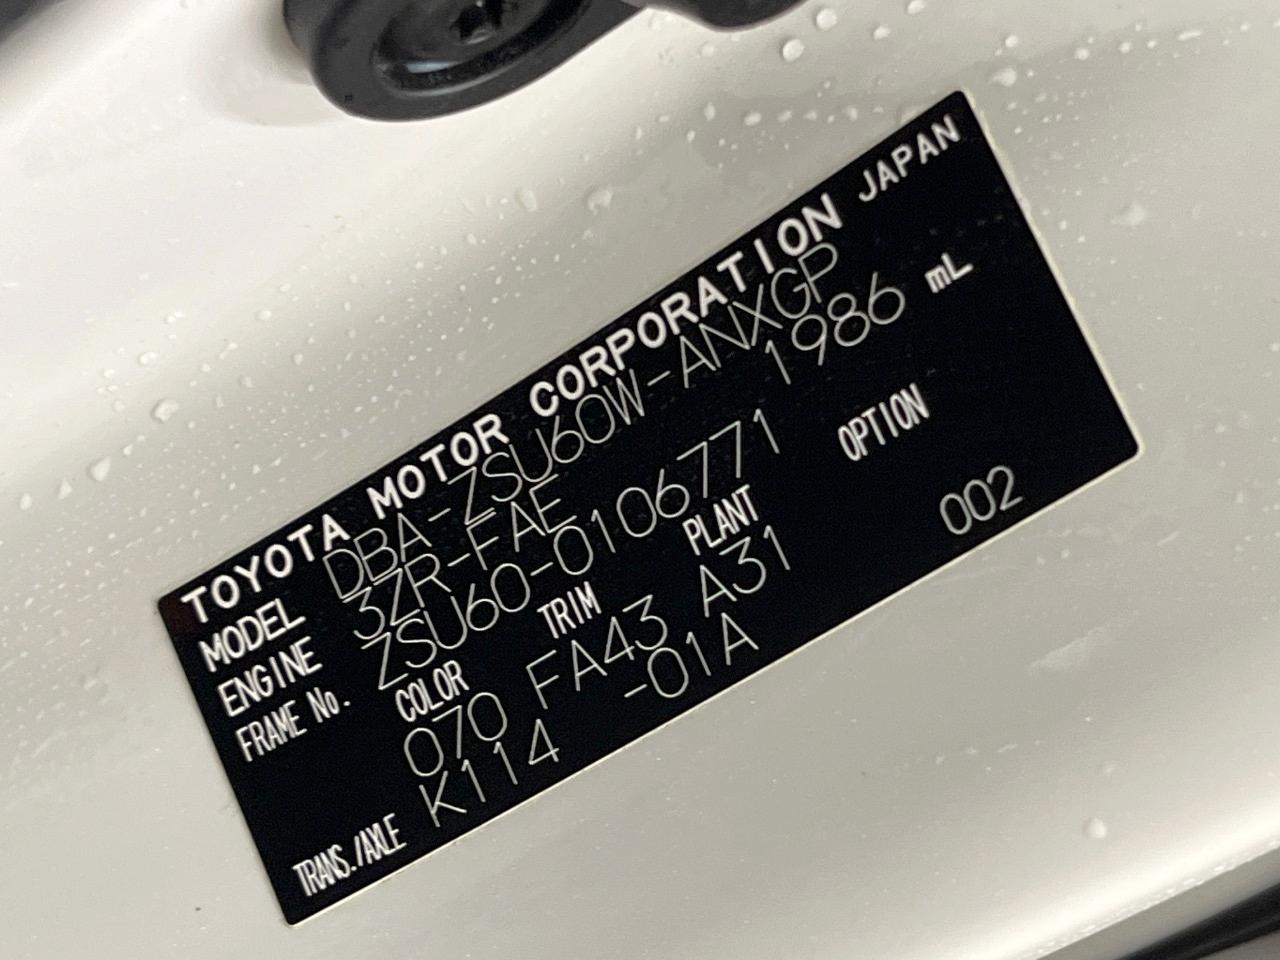 TOYOTA MOTOR CORPORATION JAPAN
MODEL DBA-ZSU60W-ANXGP
ENGINE 3ZR-FAE 1986 mL
FRAME No. ZSU60-0106771
COLOR TRIM PLANT OPTION
070 FA43 A31 002
TRANS./AXLE K114 -01A